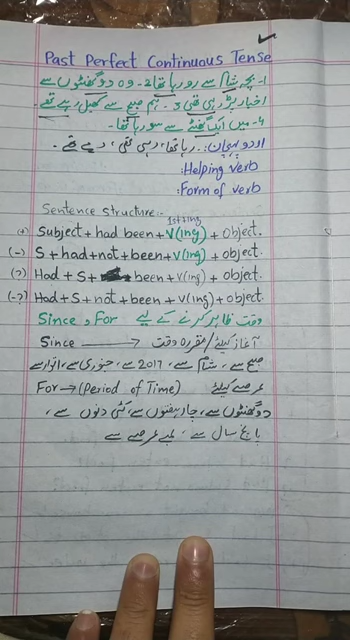 Past Perfect Continuous Tense
1- بچہ شام سے رو رہا تھا۔ 2- وہ دو گھنٹوں سے
اخبار پڑھ رہی تھی 3۔ ہم صبح سے کھیل رہے تھے۔
4- میں ایک گھنٹے سے سو رہا تھا۔
اردو پہچان:۔ رہا تھا، رہی تھی، رہے تھے۔
:Helping verb
:Form of verb
Sentence structure:-
1st+ing
(+) Subject + had been + V(ing) + object.
(-) S + had + not + been + V(ing) + object.
(?) Had + S + been + V(ing) + object.
(-?) Had + S + not + been + V(ing) + object
Since و For وقت ظاہر کرنے کے لیے
Since → آغاز کیلئے / مقررہ وقت
صبح سے، شام سے، 2017 سے، جنوری سے، اتوار سے
For → (Period of Time) عرصے کیلئے
دو گھنٹوں سے، چار ہفتوں سے، کئی دنوں سے،
پانچ سال سے، لمبے عرصے سے